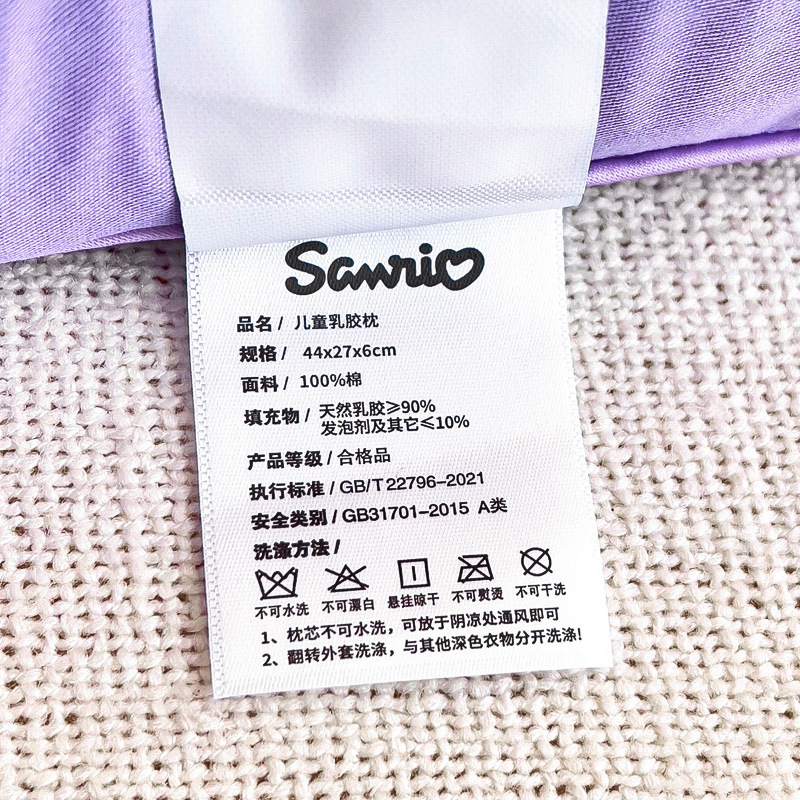 Sanrio
品名 / 儿童乳胶枕
规格 / 44x27x6cm
面料 / 100%棉
填充物 / 天然乳胶≥90%
发泡剂及其它≤10%
产品等级 / 合格品
执行标准 / GB/T 22796-2021
安全类别 / GB31701-2015 A类
洗涤方法 /
不可水洗 不可漂白 悬挂晾干 不可熨烫 不可干洗
1、枕芯不可水洗，可放于阴凉处通风即可
2、翻转外套洗涤，与其他深色衣物分开洗涤!